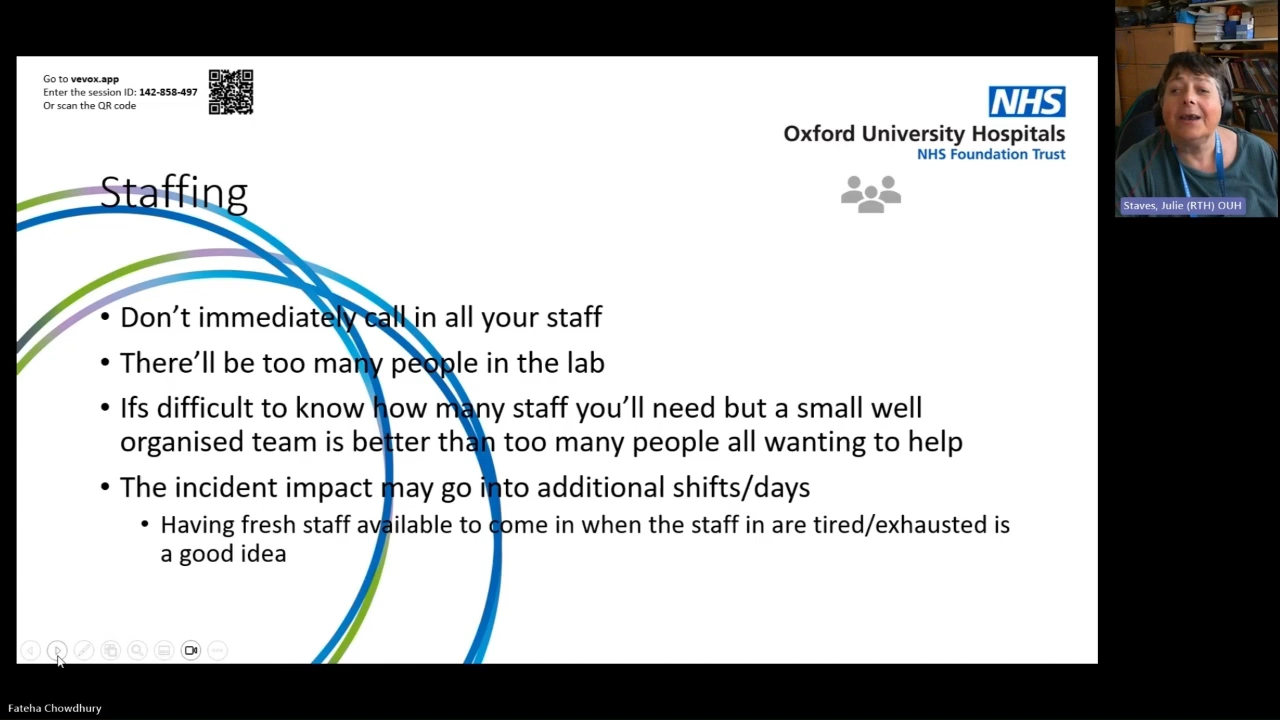 Go to vevox.app
Enter the session ID: 142-858-497
Or scan the QR code
NHS
Oxford University Hospitals
NHS Foundation Trust
Staves, Julie (RTH) OUH
Staffing
• Don’t immediately call in all your staff
• There’ll be too many people in the lab
• Ifs difficult to know how many staff you’ll need but a small well
organised team is better than too many people all wanting to help
• The incident impact may go into additional shifts/days
• Having fresh staff available to come in when the staff in are tired/exhausted is
a good idea
Fateha Chowdhury